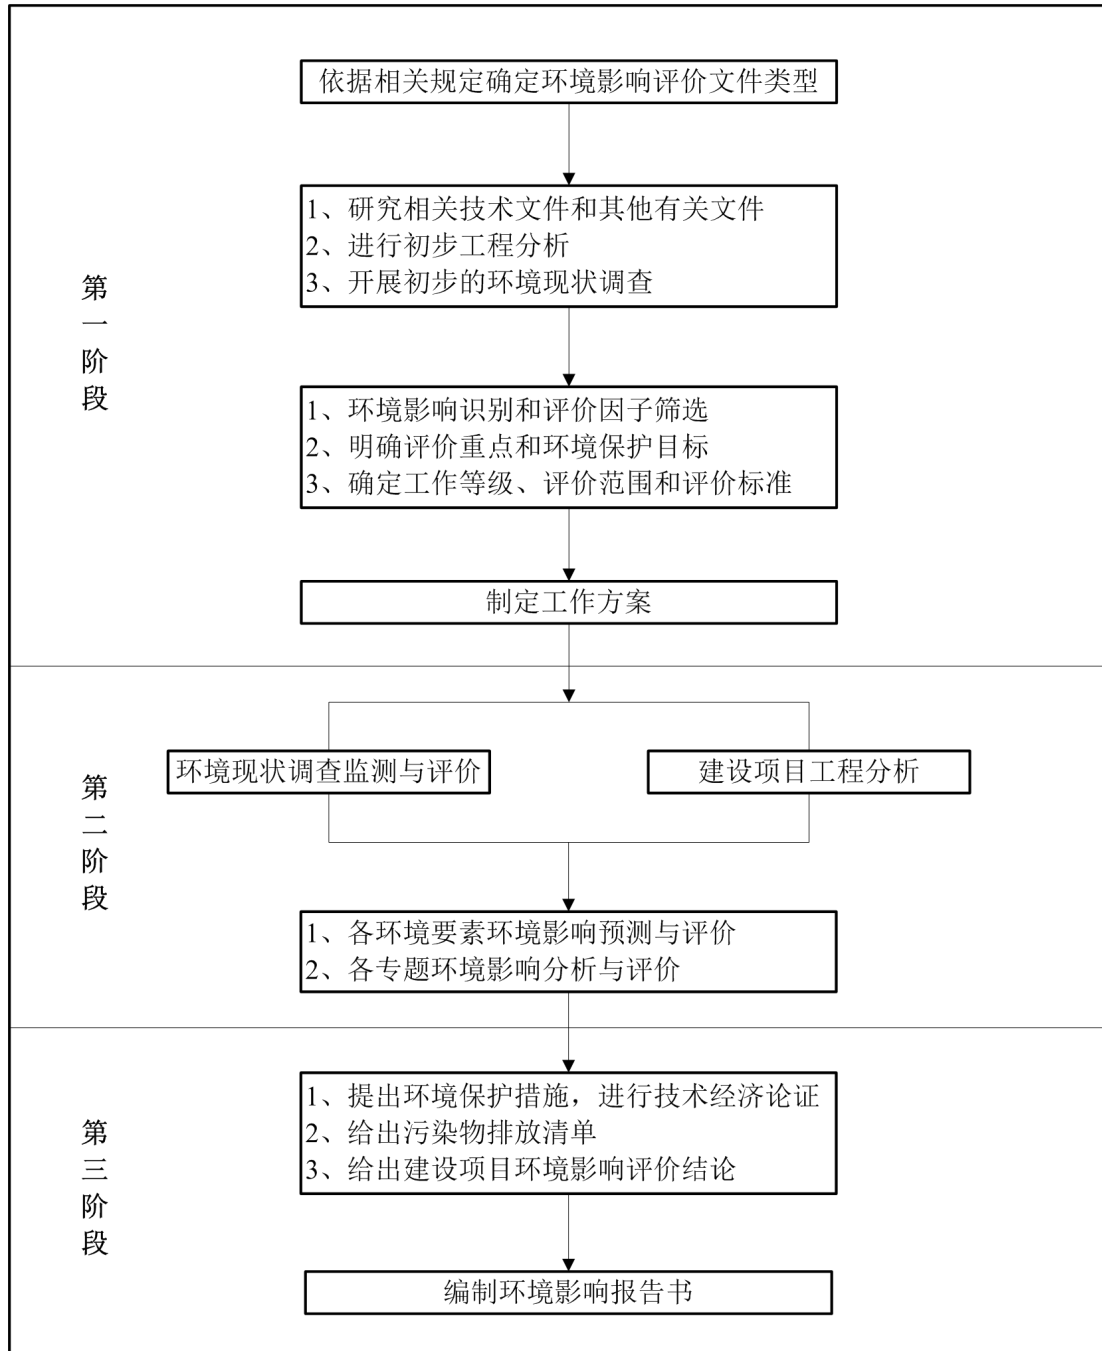 依据相关规定确定环境影响评价文件类型
1、研究相关技术文件和其他有关文件
2、进行初步工程分析
3、开展初步的环境现状调查
第一阶段
1、环境影响识别和评价因子筛选
2、明确评价重点和环境保护目标
3、确定工作等级、评价范围和评价标准
制定工作方案
环境现状调查监测与评价
建设项目工程分析
第二阶段
1、各环境要素环境影响预测与评价
2、各专题环境影响分析与评价
1、提出环境保护措施，进行技术经济论证
2、给出污染物排放清单
3、给出建设项目环境影响评价结论
第三阶段
编制环境影响报告书